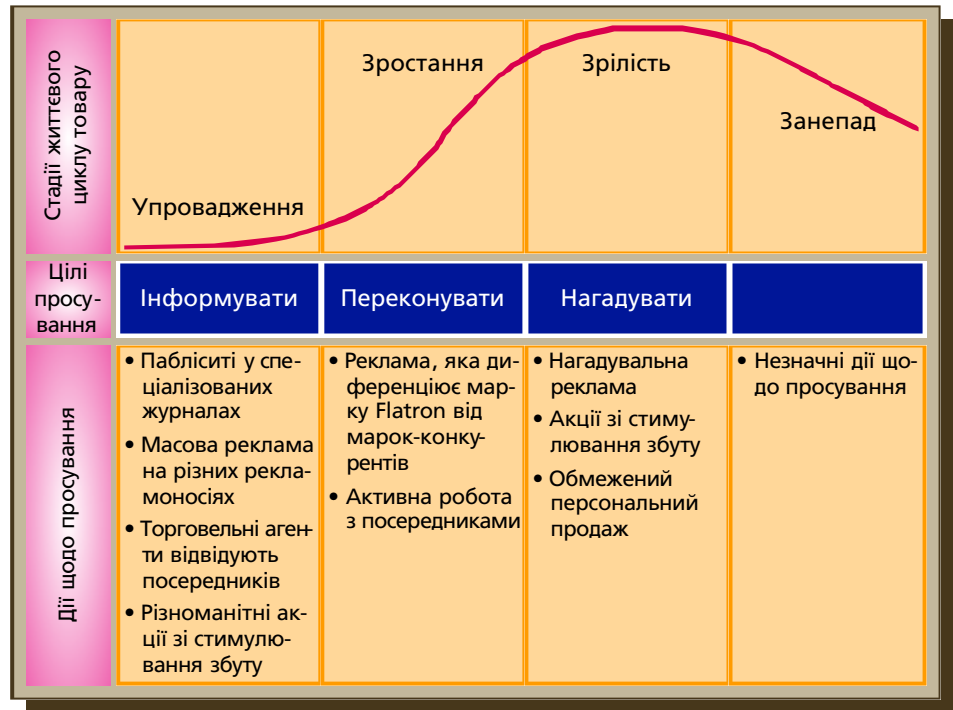 Стадії життєвого
циклу товару
Упровадження
Зростання
Зрілість
Занепад
Цілі
просу-
вання
Інформувати
Переконувати
Нагадувати
Дії щодо просування
• Пабліситі у спе-
ціалізованих
журналах
• Масова реклама
на різних рекла-
моносіях
• Торговельні аген-
ти відвідують
посередників
• Різноманітні ак-
ції зі стимулю-
вання збуту
• Реклама, яка ди-
ференціює мар-
ку Flatron від
марок-конку-
рентів
• Активна робота
з посередниками
• Нагадувальна
реклама
• Акції зі стиму-
лювання збуту
• Обмежений
персональний
продаж
• Незначні дії що-
до просування